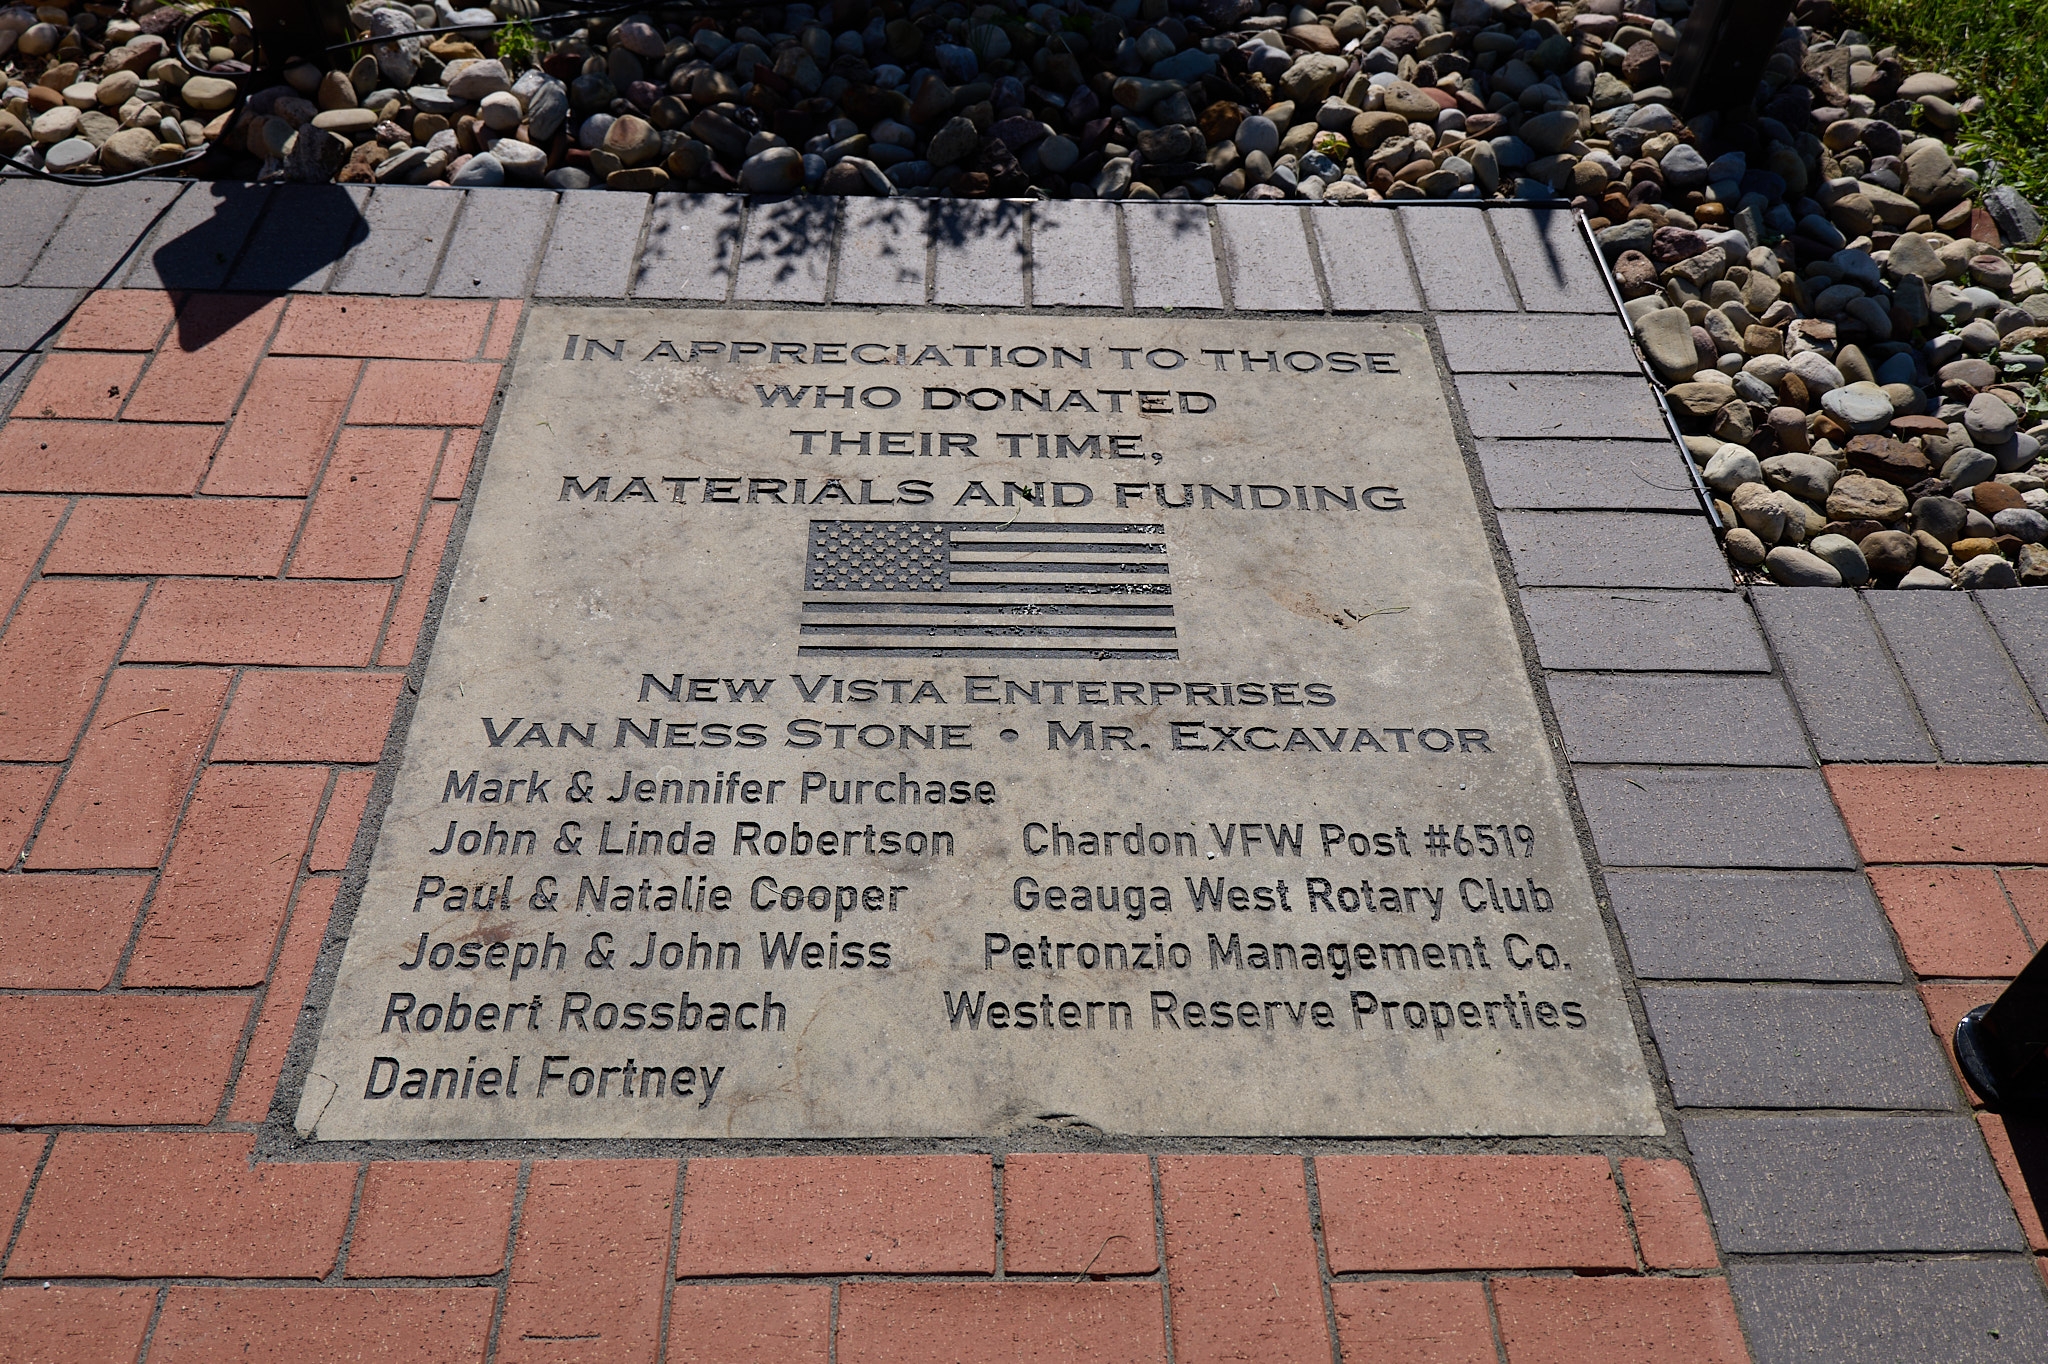 IN APPRECIATION TO THOSE
WHO DONATED
THEIR TIME,
MATERIALS AND FUNDING
NEW VISTA ENTERPRISES
VAN NESS STONE • MR. EXCAVATOR
Mark & Jennifer Purchase
John & Linda Robertson Chardon VFW Post #6519
Paul & Natalie Cooper Geauga West Rotary Club
Joseph & John Weiss Petronzio Management Co.
Robert Rossbach Western Reserve Properties
Daniel Fortney